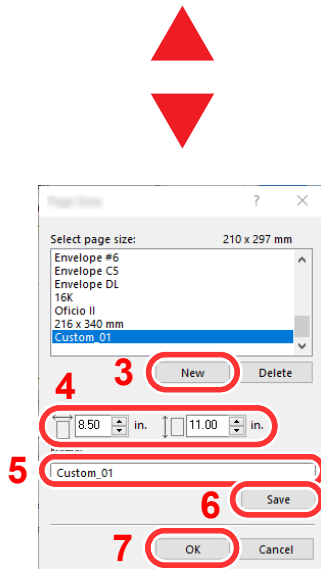 ? ×
Select page size: 210 x 297 mm
Envelope #6
Envelope C5
Envelope DL
16K
Oficio II
216 x 340 mm
Custom_01
3 New Delete
4
8.50 in. 11.00 in.
5 Custom_01
6 Save
7 OK Cancel